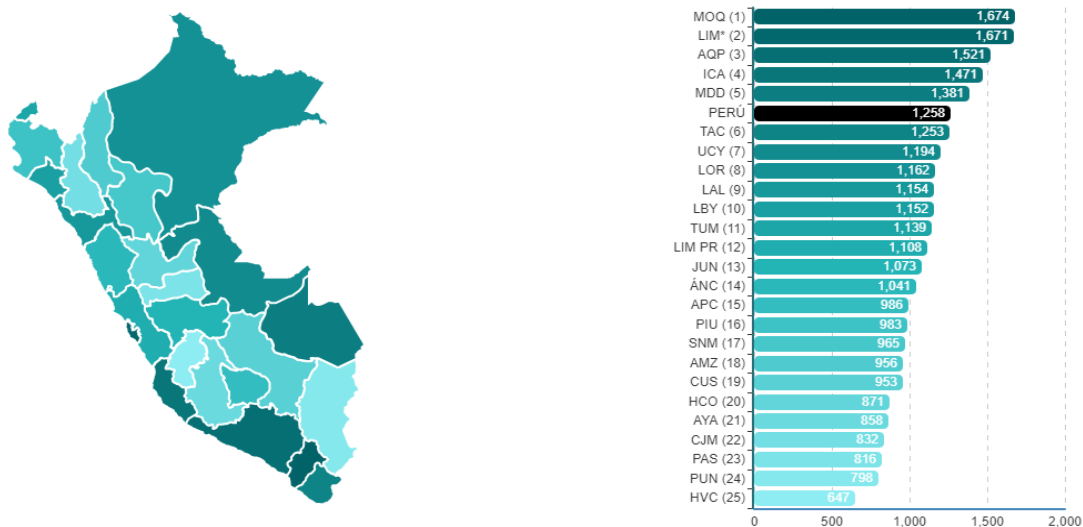 MOQ (1) 1,674
LIM* (2) 1,671
AQP (3) 1,521
ICA (4) 1,471
MDD (5) 1,381
PERÚ 1,258
TAC (6) 1,253
UCY (7) 1,194
LOR (8) 1,162
LAL (9) 1,154
LBY (10) 1,152
TUM (11) 1,139
LIM PR (12) 1,108
JUN (13) 1,073
ÁNC (14) 1,041
APC (15) 986
PIU (16) 983
SNM (17) 965
AMZ (18) 956
CUS (19) 953
HCO (20) 871
AYA (21) 858
CJM (22) 832
PAS (23) 816
PUN (24) 798
HVC (25) 647
0 500 1,000 1,500 2,000